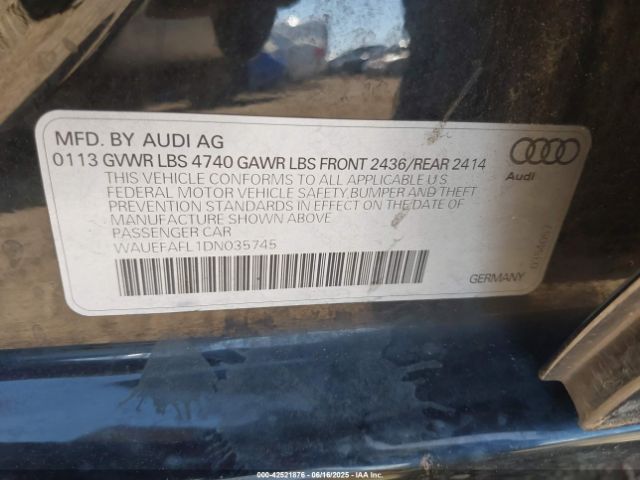 MFD. BY AUDI AG
0113 GVWR LBS 4740 GAWR LBS FRONT 2436/REAR 2414
THIS VEHICLE CONFORMS TO ALL APPLICABLE U S
FEDERAL MOTOR VEHICLE SAFETY, BUMPER AND THEFT
PREVENTION STANDARDS IN EFFECT ON THE DATE OF
MANUFACTURE SHOWN ABOVE
PASSENGER CAR
WAUEFAFL1DN035745
Audi
GERMANY
000-42521876 06/16/2025 IAA